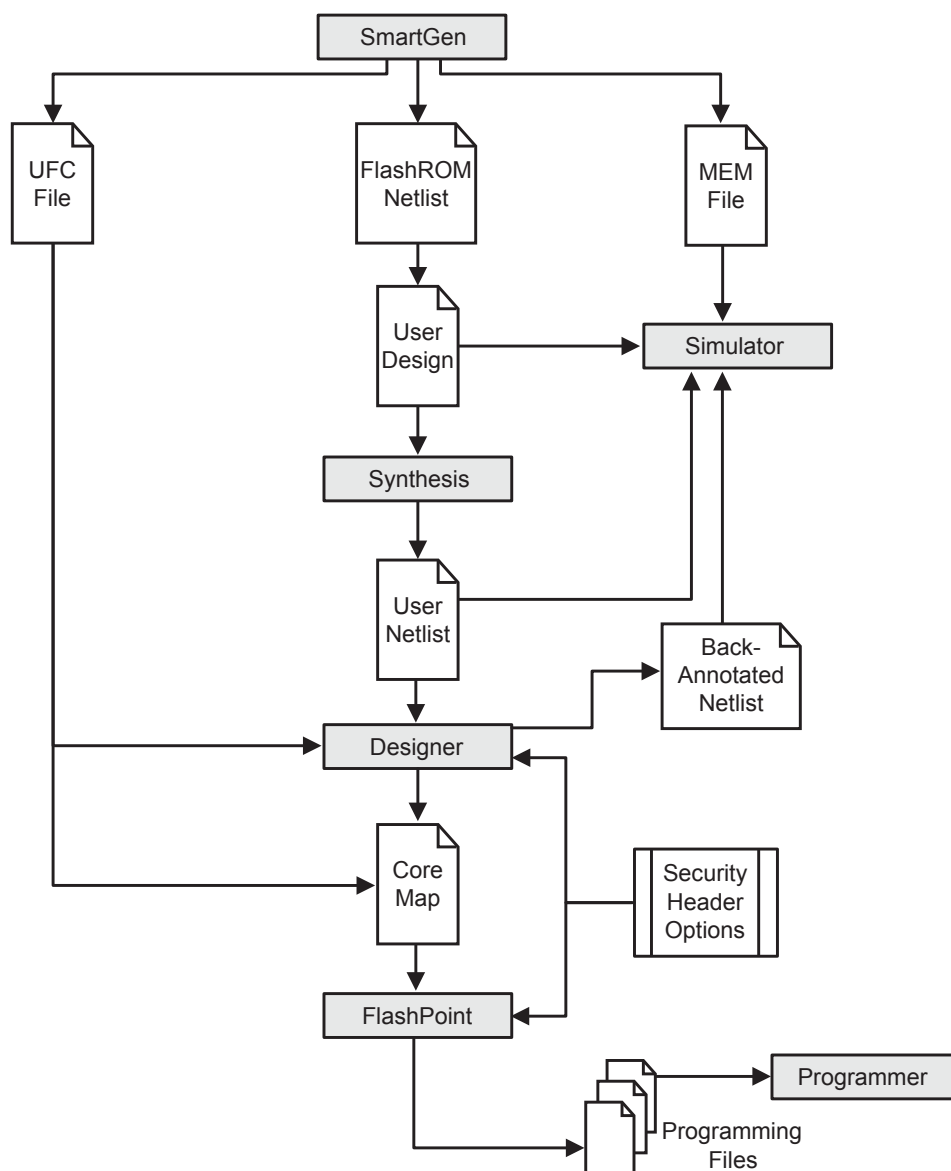 SmartGen
UFC
File
FlashROM
Netlist
MEM
File
User
Design
Simulator
Synthesis
User
Netlist
Back-
Annotated
Netlist
Designer
Core
Map
Security
Header
Options
FlashPoint
Programmer
Programming
Files